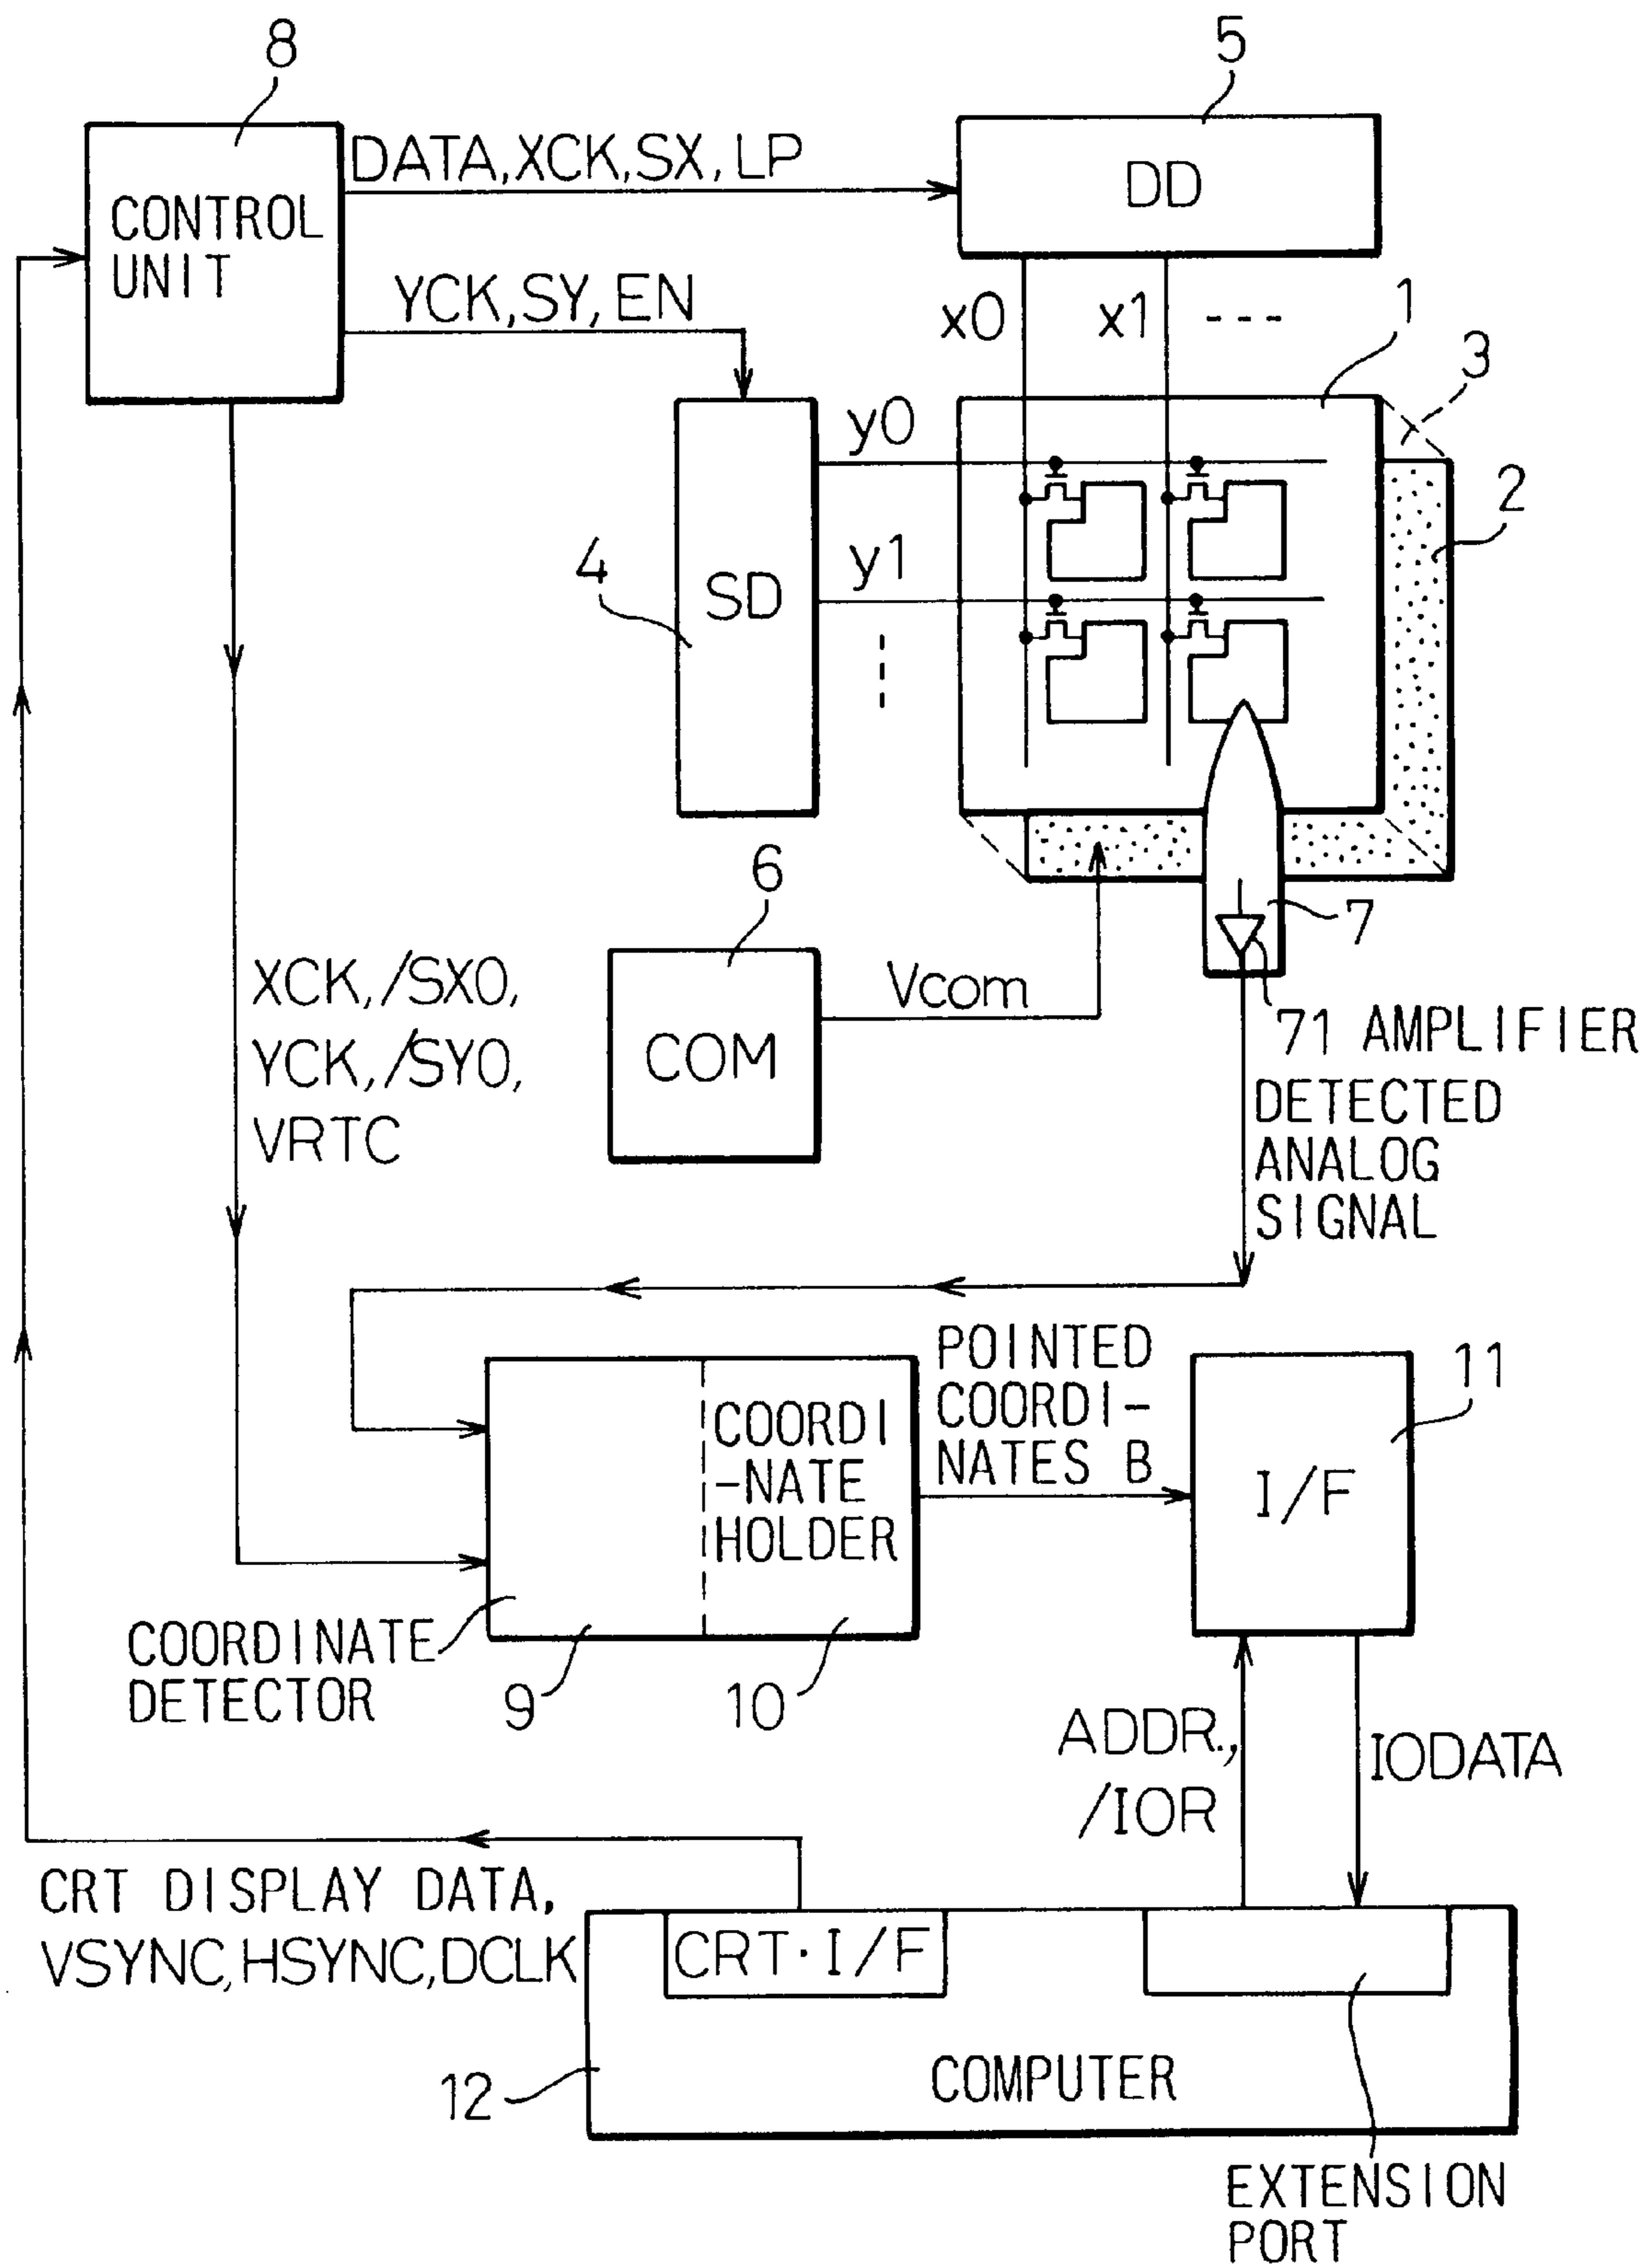 8
5
DATA,XCK,SX,LP
DD
CONTROL
UNIT
YCK,SY,EN
x0
x1
---
1
3
y0
2
4
SD
y1
6
7
Vcom
COM
XCK,/SX0,
YCK,/SY0,
VRTC
71 AMPLIFIER
DETECTED
ANALOG
SIGNAL
POINTED
COORDI-
NATES B
11
COORDI
-NATE
HOLDER
I/F
COORDINATE
DETECTOR
9
10
ADDR.,
/IOR
IODATA
CRT DISPLAY DATA,
VSYNC,HSYNC,DCLK
CRT·I/F
COMPUTER
12
EXTENSION
PORT